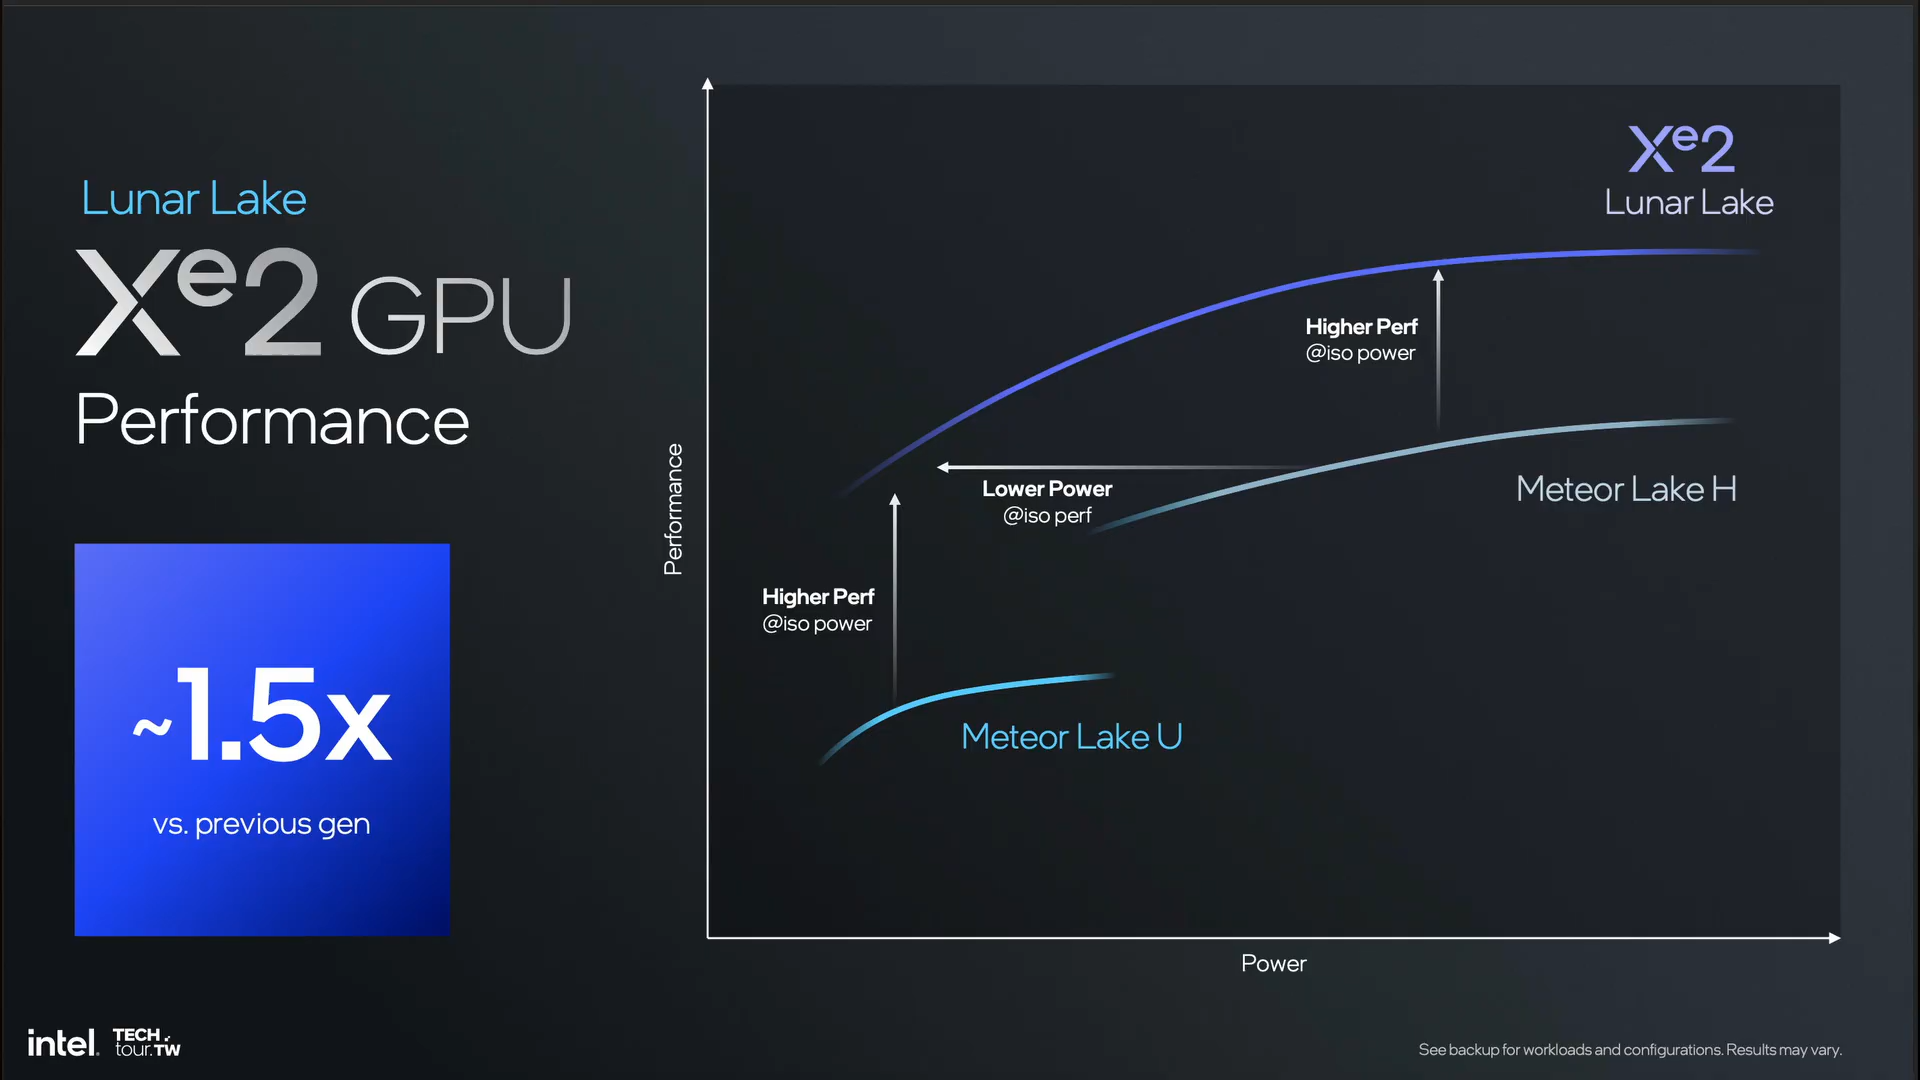 Lunar Lake
Xe2 GPU
Performance
~1.5x
vs. previous gen
Xe2
Lunar Lake
Higher Perf
@iso power
Meteor Lake H
Lower Power
@iso perf
Higher Perf
@iso power
Meteor Lake U
Performance
Power
intel. TECH
tour.TW
See backup for workloads and configurations. Results may vary.